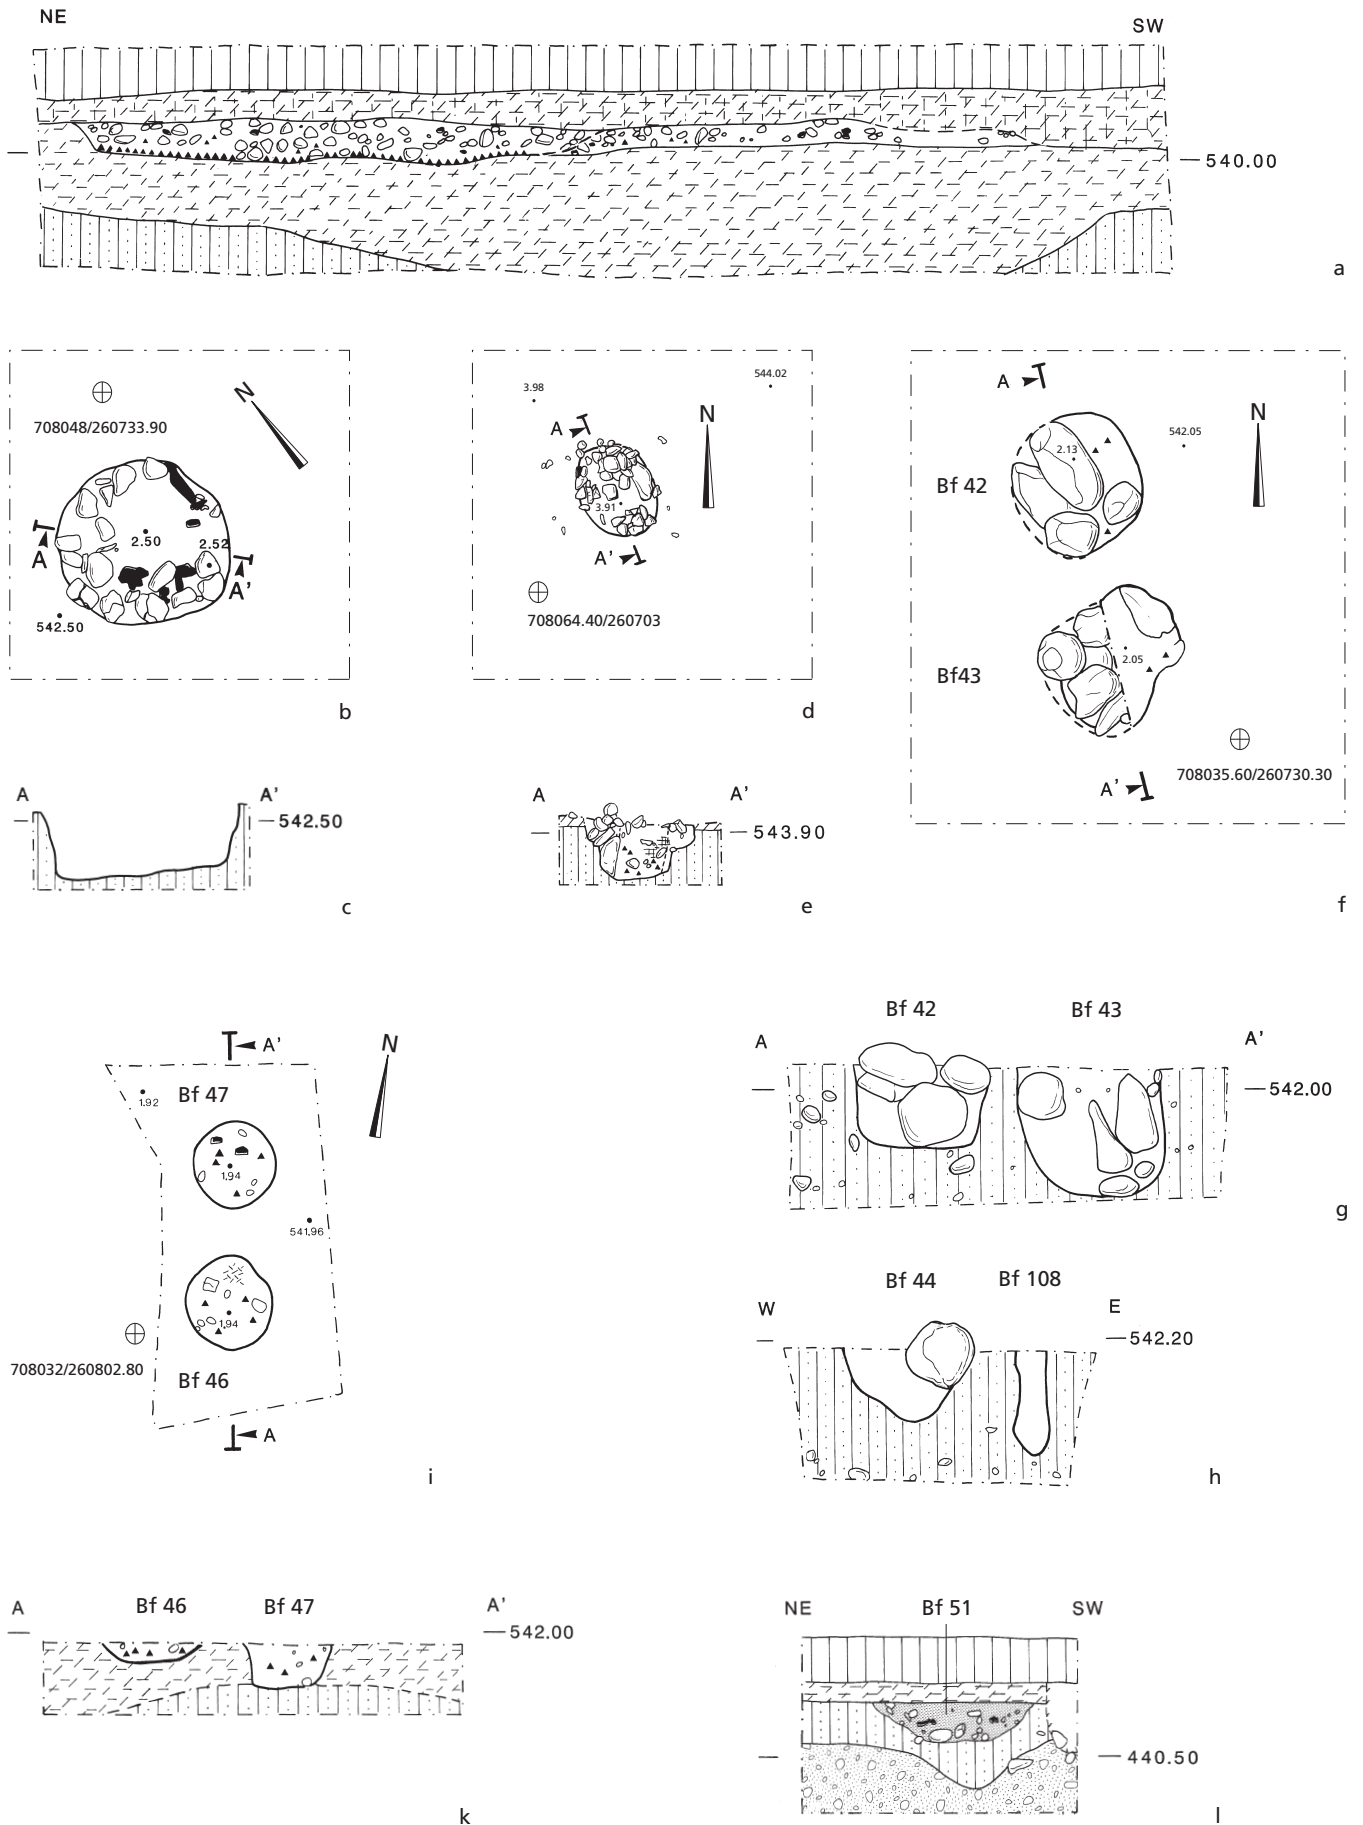 NE
SW
540.00
a
708048/260733.90
N
2.50
2.52
A
A'
542.50
b
3.98
544.02
A
N
3.91
A'
708064.40/260703
d
A
Bf 42
2.13
542.05
N
Bf43
2.05
A'
708035.60/260730.30
f
A
A'
542.50
c
A
A'
543.90
e
A'
N
1.92
Bf 47
1.94
541.96
1.94
708032/260802.80
Bf 46
A
i
Bf 42
Bf 43
A
A'
542.00
g
Bf 44
Bf 108
W
E
542.20
h
A
Bf 46
Bf 47
A'
542.00
k
NE
Bf 51
SW
440.50
l